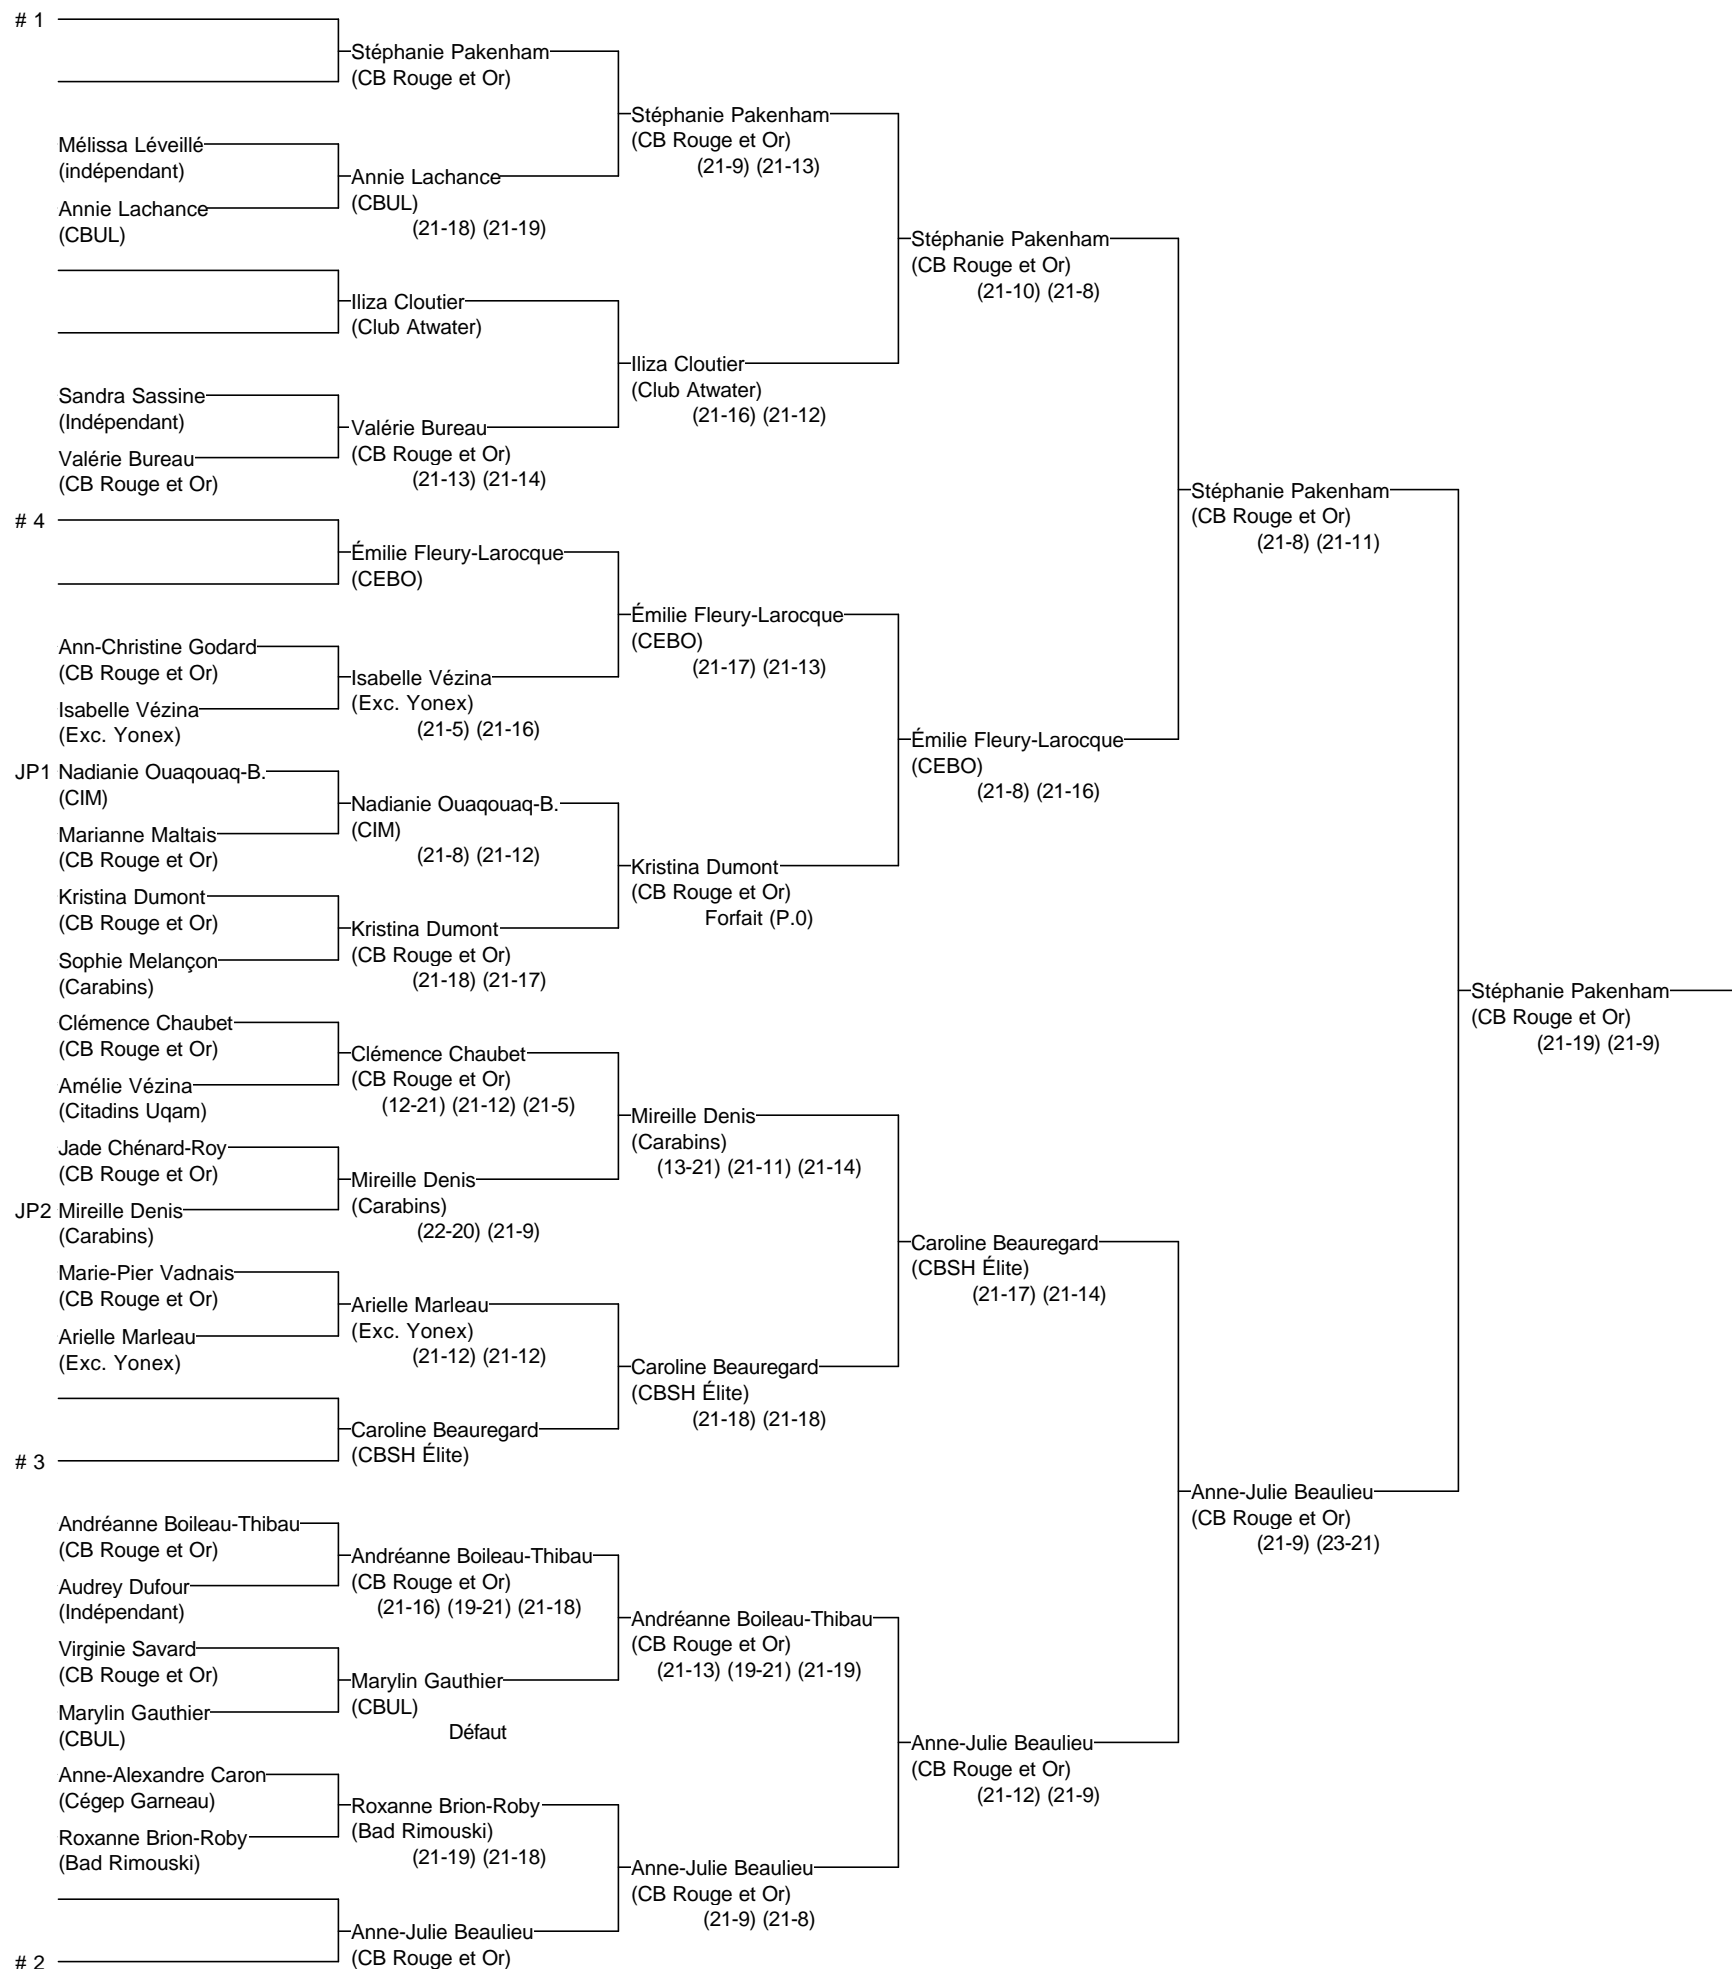 # 1
Stéphanie Pakenham
(CB Rouge et Or)
Mélissa Léveillé
(indépendant)
Annie Lachance
(CBUL)
Annie Lachance
(CBUL)
(21-18) (21-19)
Stéphanie Pakenham
(CB Rouge et Or)
(21-9) (21-13)
Iliza Cloutier
(Club Atwater)
Sandra Sassine
(Indépendant)
Valérie Bureau
(CB Rouge et Or)
Valérie Bureau
(CB Rouge et Or)
(21-13) (21-14)
Iliza Cloutier
(Club Atwater)
(21-16) (21-12)
Stéphanie Pakenham
(CB Rouge et Or)
(21-10) (21-8)
# 4
Émilie Fleury-Larocque
(CEBO)
Ann-Christine Godard
(CB Rouge et Or)
Isabelle Vézina
(Exc. Yonex)
Isabelle Vézina
(Exc. Yonex)
(21-5) (21-16)
Émilie Fleury-Larocque
(CEBO)
(21-17) (21-13)
JP1 Nadianie Ouaqouaq-B.
(CIM)
Marianne Maltais
(CB Rouge et Or)
Nadianie Ouaqouaq-B.
(CIM)
(21-8) (21-12)
Kristina Dumont
(CB Rouge et Or)
Sophie Melançon
(Carabins)
Kristina Dumont
(CB Rouge et Or)
(21-18) (21-17)
Kristina Dumont
(CB Rouge et Or)
Forfait (P.0)
Émilie Fleury-Larocque
(CEBO)
(21-8) (21-16)
Stéphanie Pakenham
(CB Rouge et Or)
(21-8) (21-11)
Clémence Chaubet
(CB Rouge et Or)
Amélie Vézina
(Citadins Uqam)
Clémence Chaubet
(CB Rouge et Or)
(12-21) (21-12) (21-5)
Jade Chénard-Roy
(CB Rouge et Or)
JP2 Mireille Denis
(Carabins)
Mireille Denis
(Carabins)
(22-20) (21-9)
Mireille Denis
(Carabins)
(13-21) (21-11) (21-14)
Marie-Pier Vadnais
(CB Rouge et Or)
Arielle Marleau
(Exc. Yonex)
Arielle Marleau
(Exc. Yonex)
(21-12) (21-12)
Caroline Beauregard
(CBSH Élite)
# 3
Caroline Beauregard
(CBSH Élite)
(21-18) (21-18)
Caroline Beauregard
(CBSH Élite)
(21-17) (21-14)
Andréanne Boileau-Thibau
(CB Rouge et Or)
Audrey Dufour
(Indépendant)
Andréanne Boileau-Thibau
(CB Rouge et Or)
(21-16) (19-21) (21-18)
Virginie Savard
(CB Rouge et Or)
Marylin Gauthier
(CBUL)
Marylin Gauthier
(CBUL)
Défaut
Andréanne Boileau-Thibau
(CB Rouge et Or)
(21-13) (19-21) (21-19)
Anne-Alexandre Caron
(Cégep Garneau)
Roxanne Brion-Roby
(Bad Rimouski)
Roxanne Brion-Roby
(Bad Rimouski)
(21-19) (21-18)
Anne-Julie Beaulieu
(CB Rouge et Or)
# 2
Anne-Julie Beaulieu
(CB Rouge et Or)
(21-9) (21-8)
Anne-Julie Beaulieu
(CB Rouge et Or)
(21-12) (21-9)
Anne-Julie Beaulieu
(CB Rouge et Or)
(21-9) (23-21)
Stéphanie Pakenham
(CB Rouge et Or)
(21-19) (21-9)